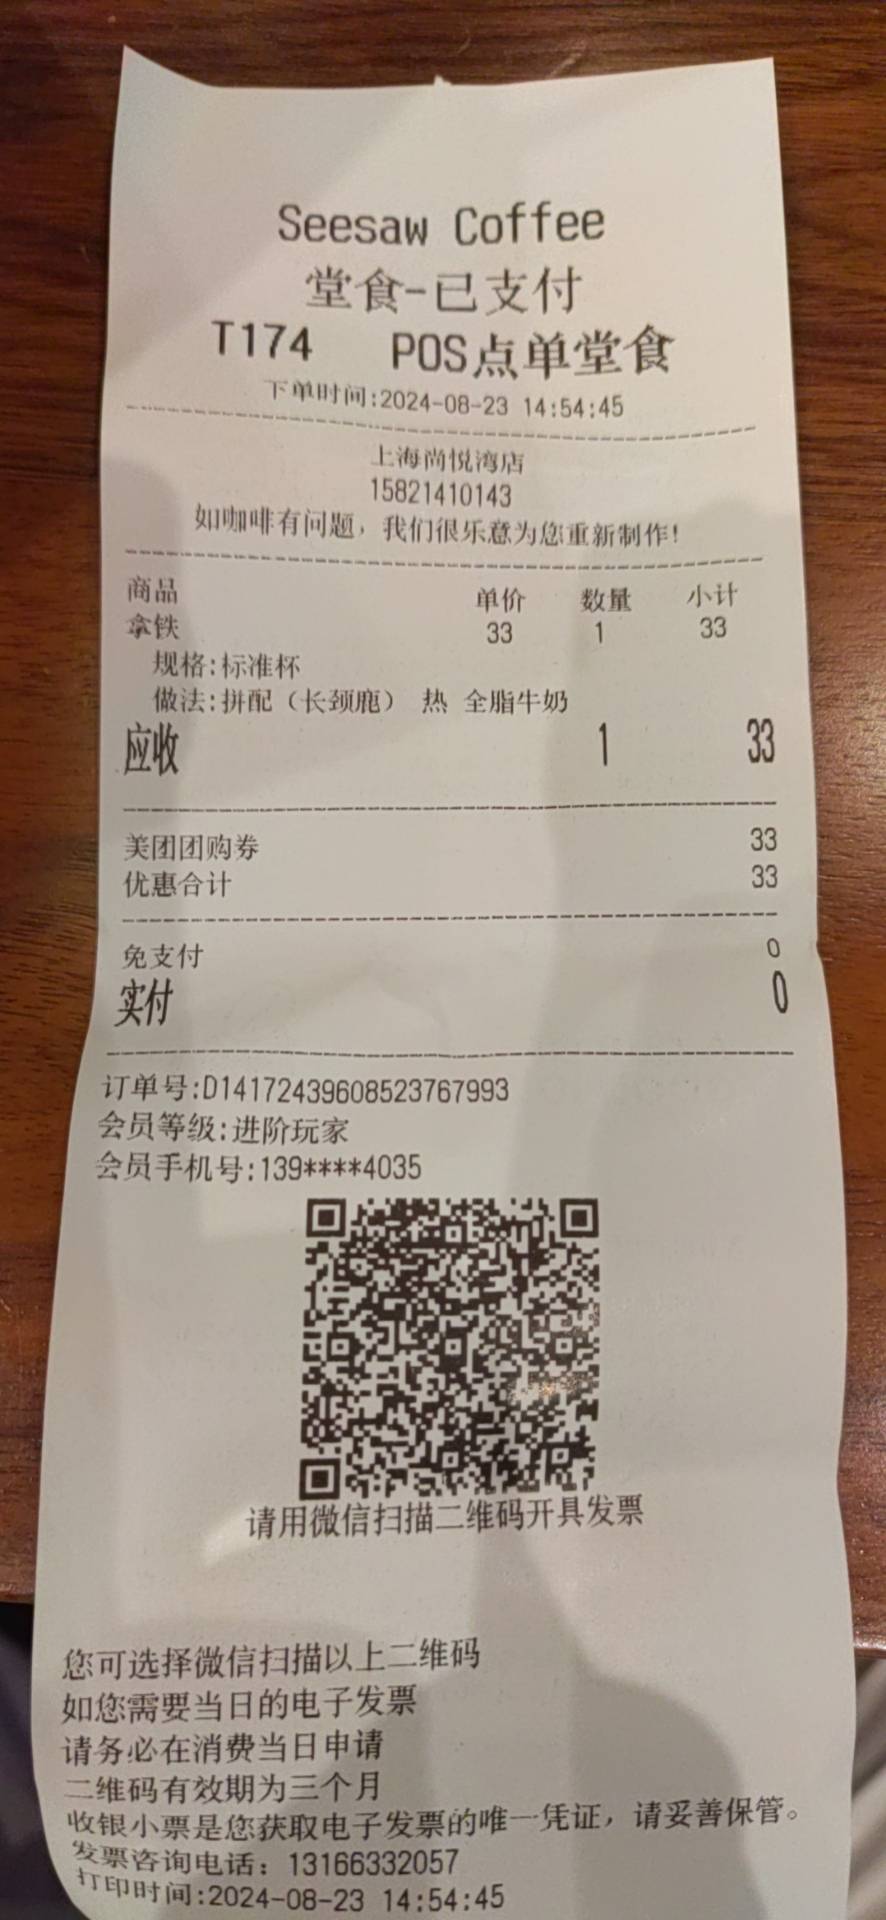 Seesaw Coffee
堂食-已支付
T174 POS点单堂食
下单时间:2024-08-23 14:54:45
上海尚悦湾店
15821410143
如咖啡有问题，我们很乐意为您重新制作!
商品 单价 数量 小计
拿铁 33 1 33
规格:标准杯
做法:拼配（长颈鹿） 热 全脂牛奶
应收 1 33
美团团购券 33
优惠合计 33
免支付 0
实付 0
订单号:D14172439608523767993
会员等级:进阶玩家
会员手机号:139****4035
请用微信扫描二维码开具发票
您可选择微信扫描以上二维码
如您需要当日的电子发票
请务必在消费当日申请
二维码有效期为三个月
收银小票是您获取电子发票的唯一凭证，请妥善保管。
发票咨询电话：13166332057
打印时间:2024-08-23 14:54:45